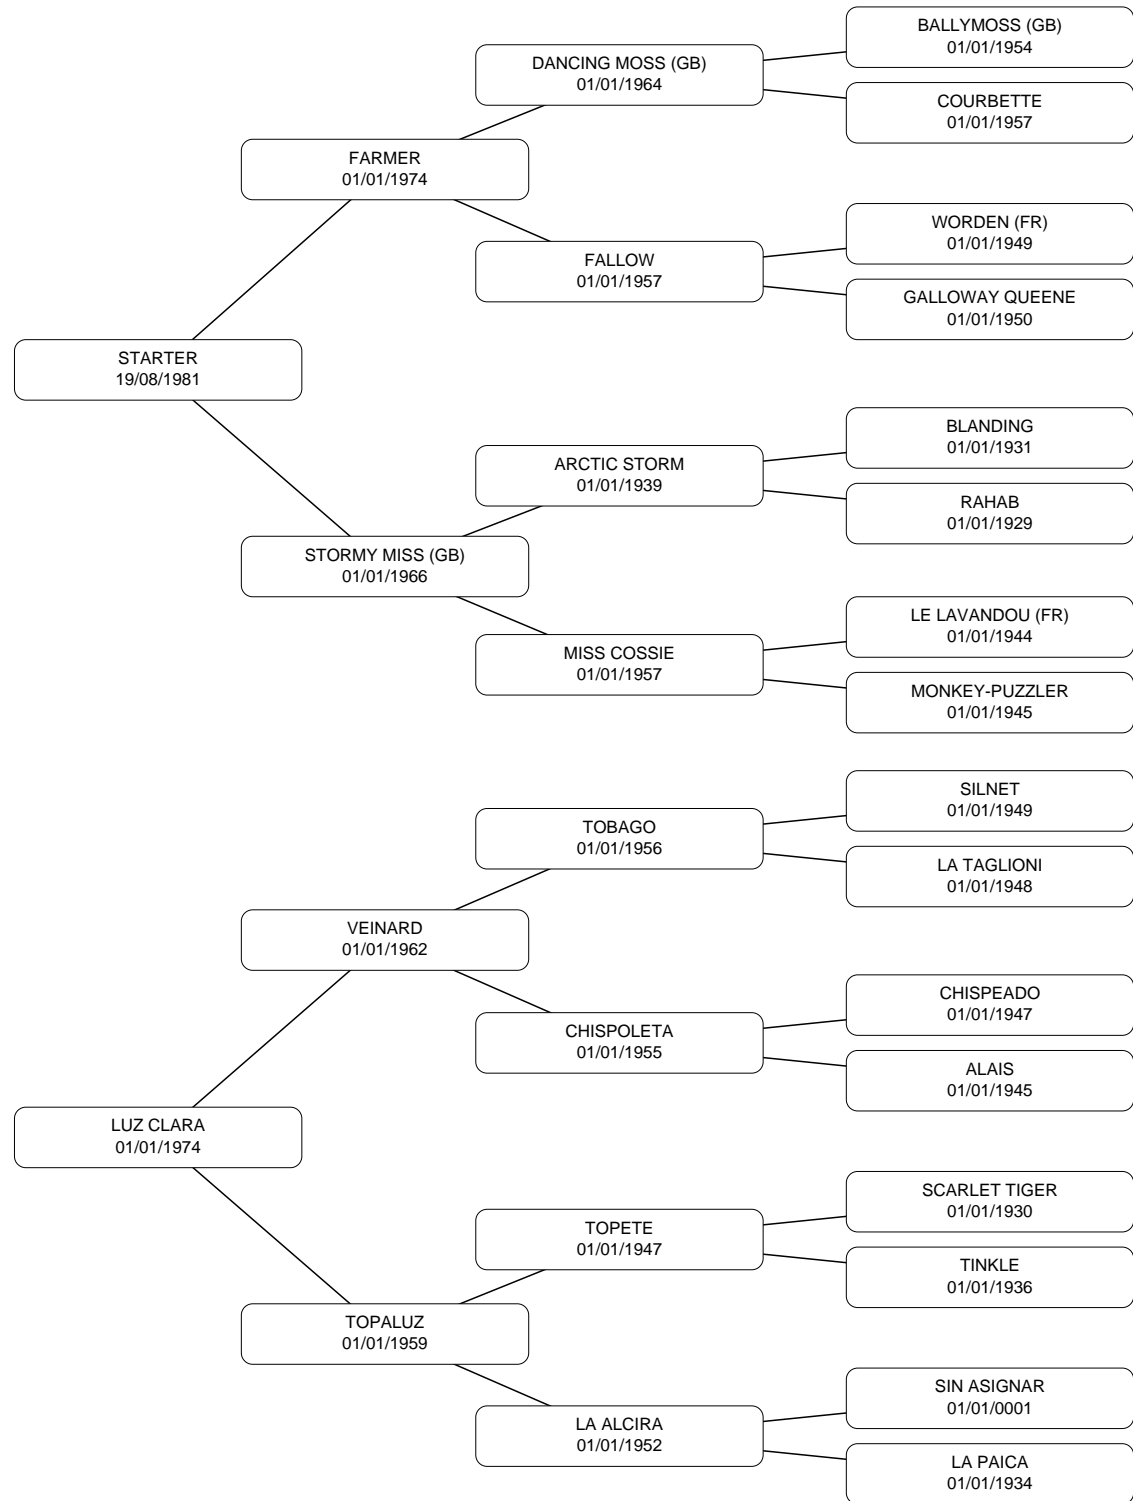 BALLYMOSS (GB)
01/01/1954
DANCING MOSS (GB)
01/01/1964
COURBETTE
01/01/1957
FARMER
01/01/1974
WORDEN (FR)
01/01/1949
FALLOW
01/01/1957
GALLOWAY QUEENE
01/01/1950
STARTER
19/08/1981
BLANDING
01/01/1931
ARCTIC STORM
01/01/1939
RAHAB
01/01/1929
STORMY MISS (GB)
01/01/1966
LE LAVANDOU (FR)
01/01/1944
MISS COSSIE
01/01/1957
MONKEY-PUZZLER
01/01/1945
SILNET
01/01/1949
TOBAGO
01/01/1956
LA TAGLIONI
01/01/1948
VEINARD
01/01/1962
CHISPEADO
01/01/1947
CHISPOLETA
01/01/1955
ALAIS
01/01/1945
LUZ CLARA
01/01/1974
SCARLET TIGER
01/01/1930
TOPETE
01/01/1947
TINKLE
01/01/1936
TOPALUZ
01/01/1959
SIN ASIGNAR
01/01/0001
LA ALCIRA
01/01/1952
LA PAICA
01/01/1934